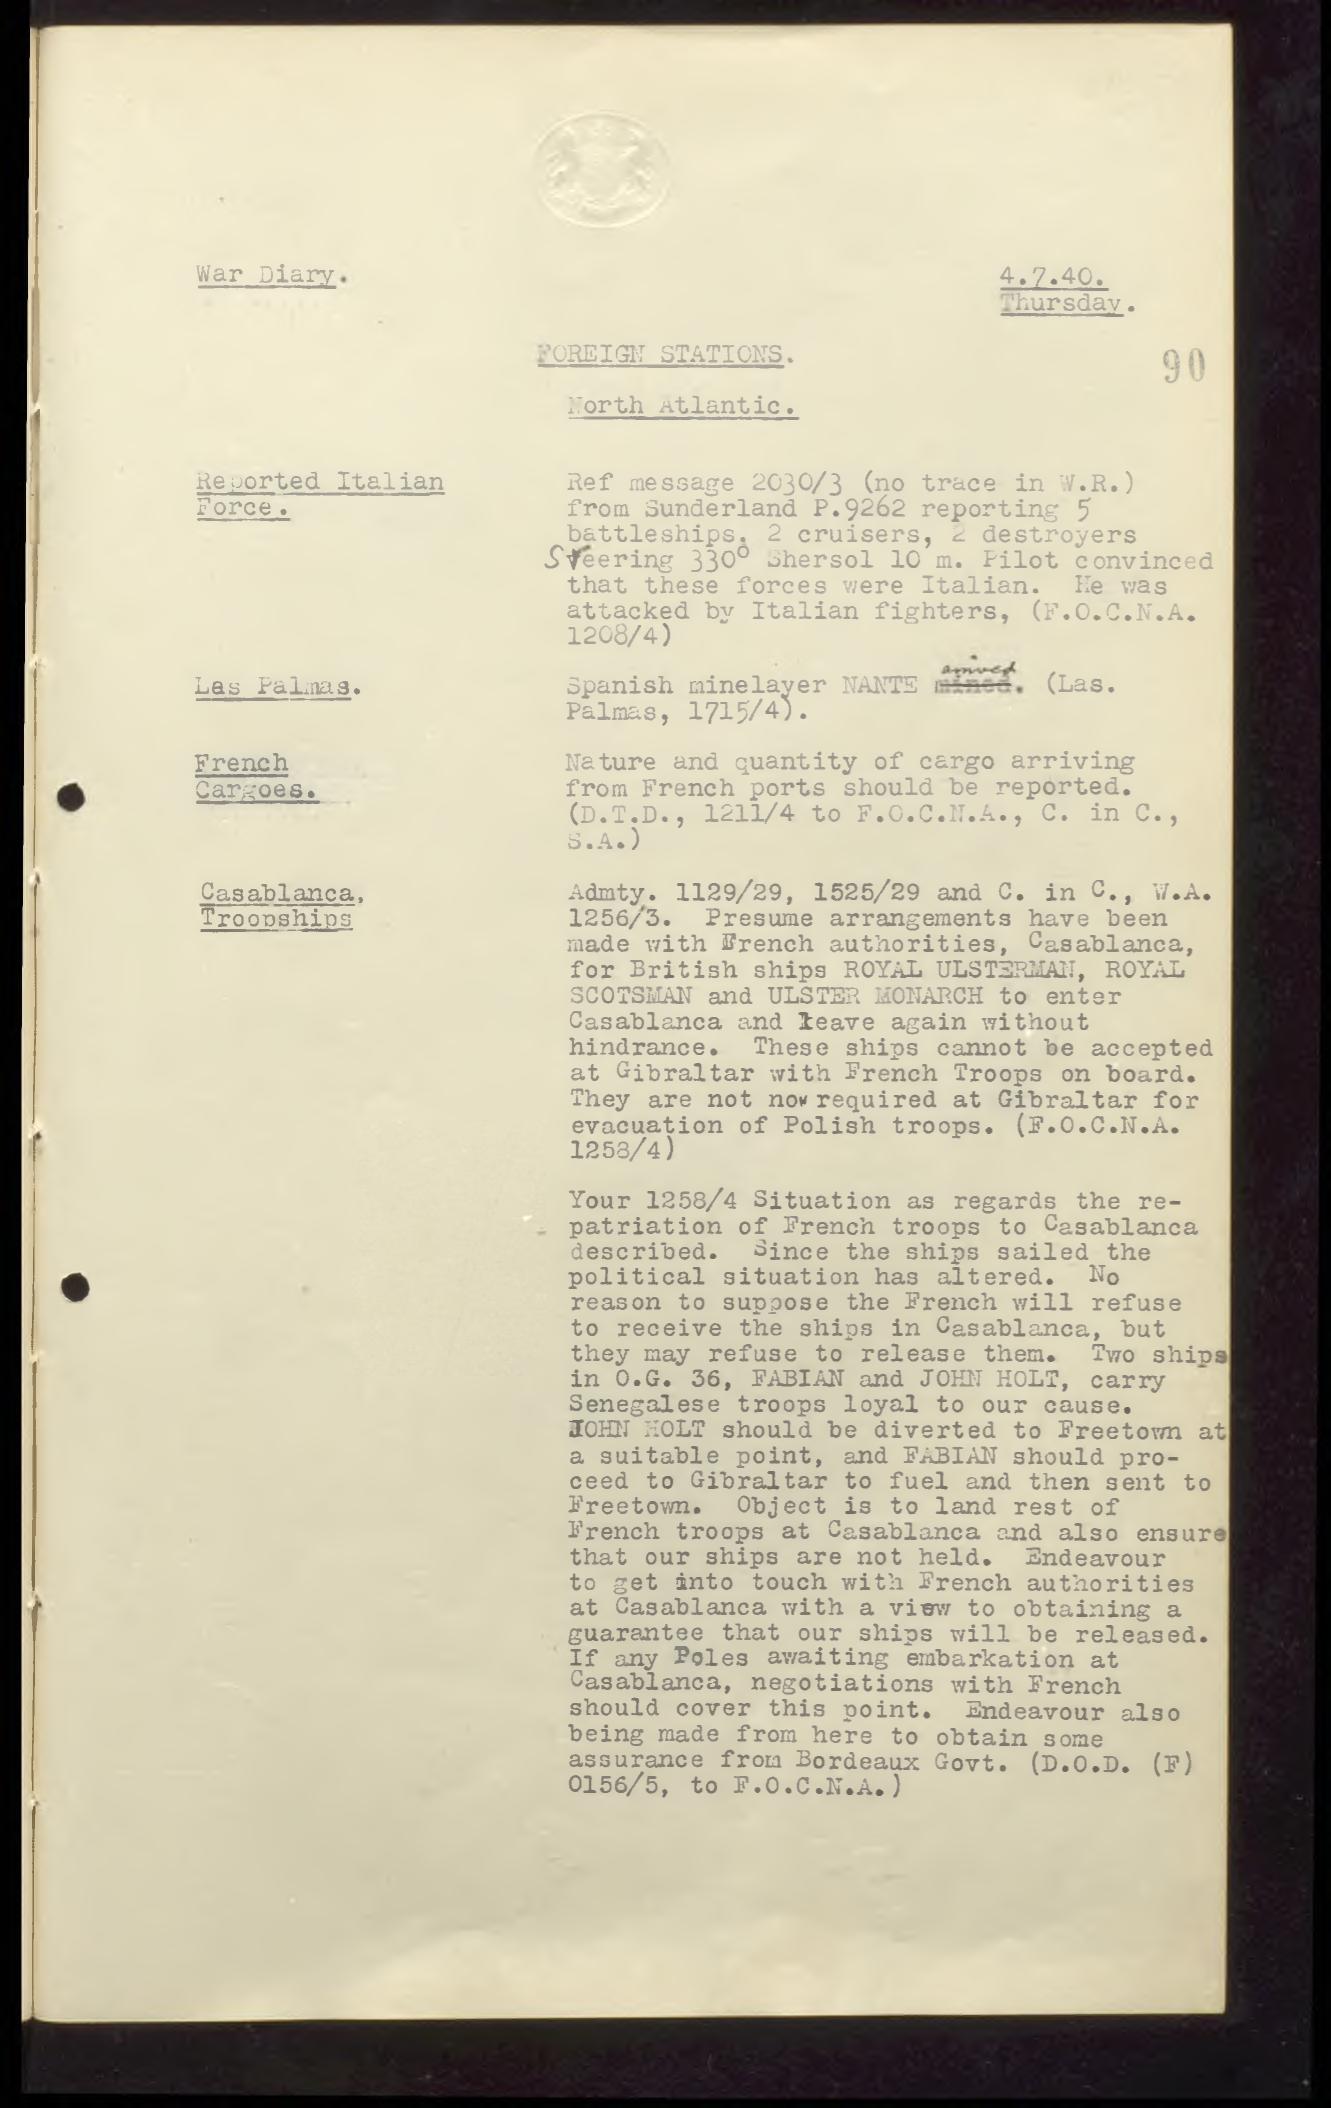 War Diary.
4.7.40.
Thursday.
FOREIGN STATIONS.
90
North Atlantic.
Reported Italian
Force.
Ref message 2030/3 (no trace in W.R.)
from Sunderland P.9262 reporting 5
battleships, 2 cruisers, 2 destroyers
Steering 330° Shersol 10 m. Pilot convinced
that these forces were Italian. He was
attacked by Italian fighters, (F.O.C.N.A.
1208/4)
Las Palmas.
arrived
Spanish minelayer NANTE mined. (Las.
Palmas, 1715/4).
French
Cargoes.
Nature and quantity of cargo arriving
from French ports should be reported.
(D.T.D., 1211/4 to F.O.C.N.A., C. in C.,
S.A.)
Casablanca,
Troopships
Admty. 1129/29, 1525/29 and C. in C., W.A.
1256/3. Presume arrangements have been
made with French authorities, Casablanca,
for British ships ROYAL ULSTERMAN, ROYAL
SCOTSMAN and ULSTER MONARCH to enter
Casablanca and leave again without
hindrance. These ships cannot be accepted
at Gibraltar with French Troops on board.
They are not now required at Gibraltar for
evacuation of Polish troops. (F.O.C.N.A.
1258/4)
Your 1258/4 Situation as regards the re-
patriation of French troops to Casablanca
described. Since the ships sailed the
political situation has altered. No
reason to suppose the French will refuse
to receive the ships in Casablanca, but
they may refuse to release them. Two ships
in O.G. 36, FABIAN and JOHN HOLT, carry
Senegalese troops loyal to our cause.
JOHN HOLT should be diverted to Freetown at
a suitable point, and FABIAN should pro-
ceed to Gibraltar to fuel and then sent to
Freetown. Object is to land rest of
French troops at Casablanca and also ensure
that our ships are not held. Endeavour
to get into touch with French authorities
at Casablanca with a view to obtaining a
guarantee that our ships will be released.
If any Poles awaiting embarkation at
Casablanca, negotiations with French
should cover this point. Endeavour also
being made from here to obtain some
assurance from Bordeaux Govt. (D.O.D. (F)
0156/5, to F.O.C.N.A.)